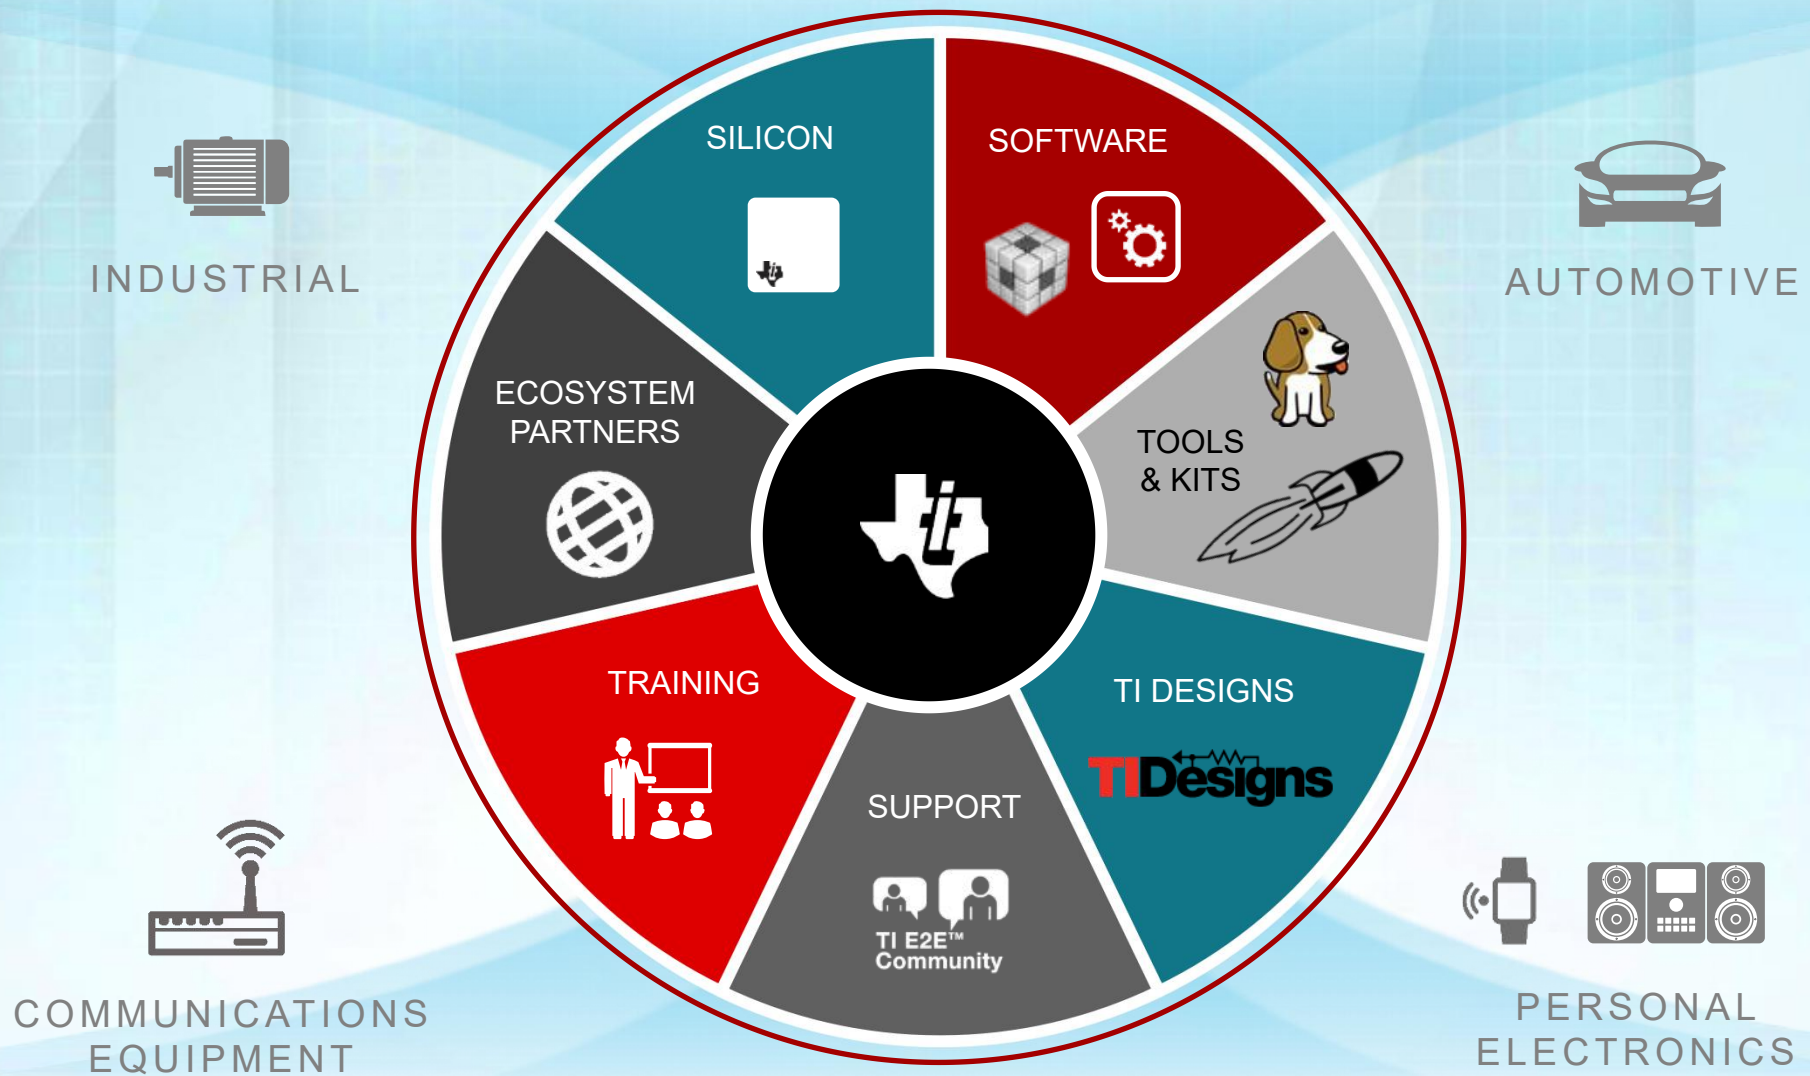 SILICON
SOFTWARE
INDUSTRIAL
AUTOMOTIVE
ECOSYSTEM
PARTNERS
TOOLS
& KITS
ti
TRAINING
TI DESIGNS
TIDesigns
SUPPORT
TI E2E™
Community
COMMUNICATIONS
EQUIPMENT
PERSONAL
ELECTRONICS